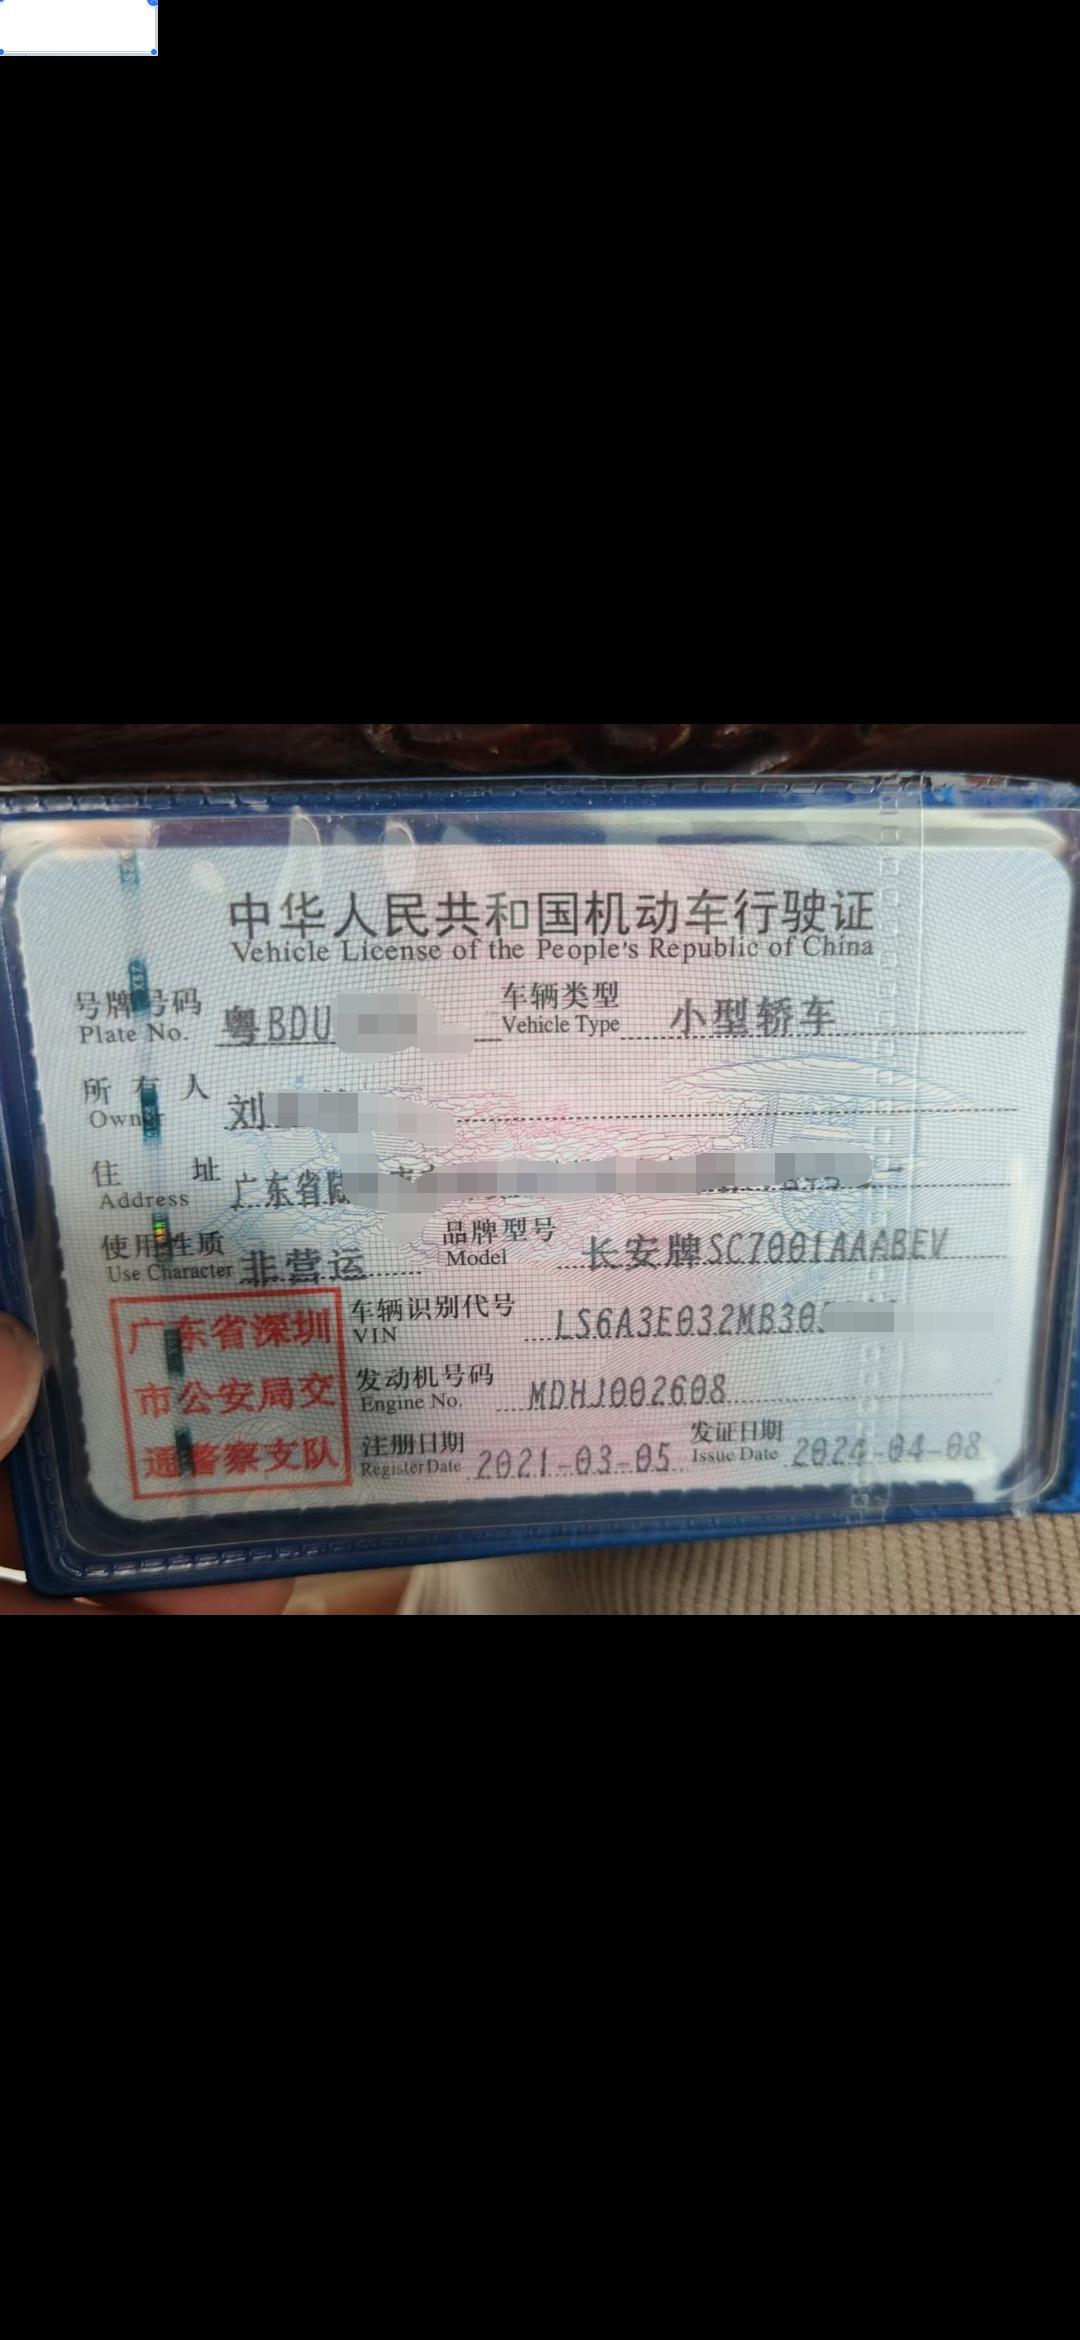 中华人民共和国机动车行驶证
Vehicle License of the People's Republic of China
号牌号码 粤BDU 车辆类型 小型轿车
Plate No. Vehicle Type
所有人 刘
Owner
住址 广东省
Address
使用性质 非营运 品牌型号 长安牌SC7001AAABEV
Use Character Model
广东省深圳
市公安局交
通警察支队
车辆识别代号 LS6A3E032MB30
VIN
发动机号码 MDHJ002608
Engine No.
注册日期 2021-03-05 发证日期 2024-04-08
Register Date Issue Date